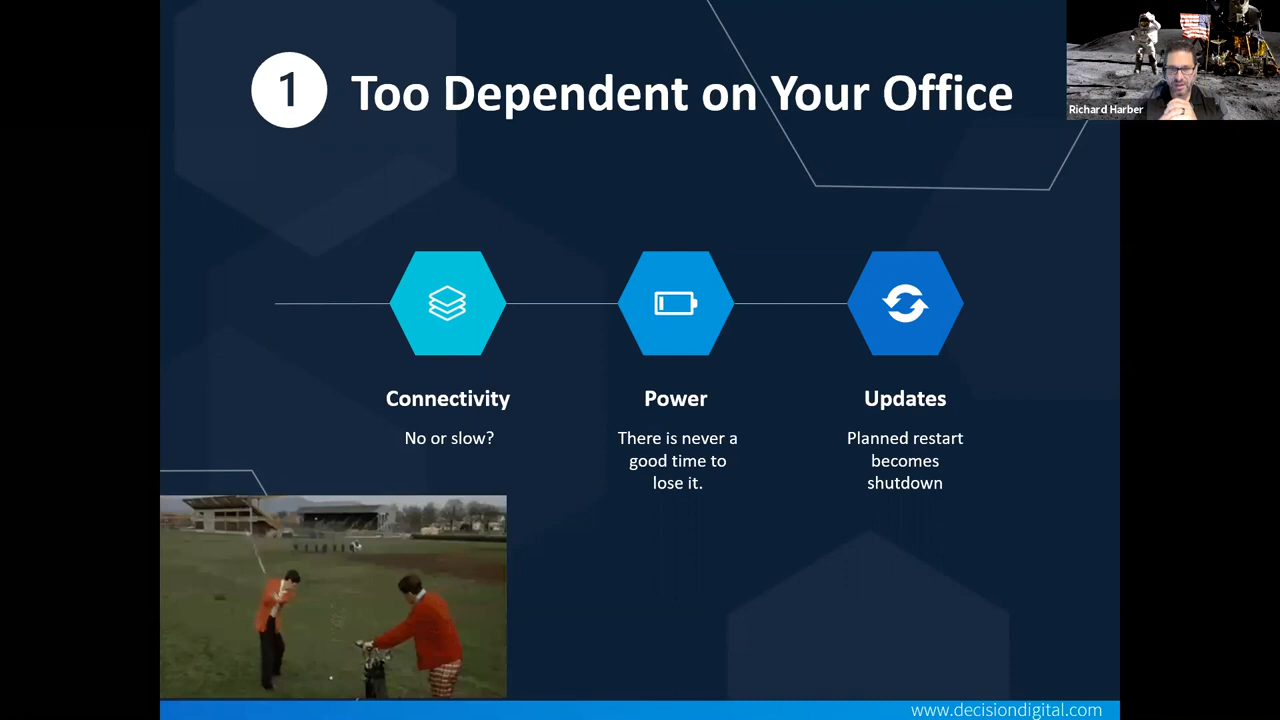 1 Too Dependent on Your Office
Richard Harber
Connectivity
No or slow?
Power
There is never a
good time to
lose it.
Updates
Planned restart
becomes
shutdown
www.decisiondigital.com